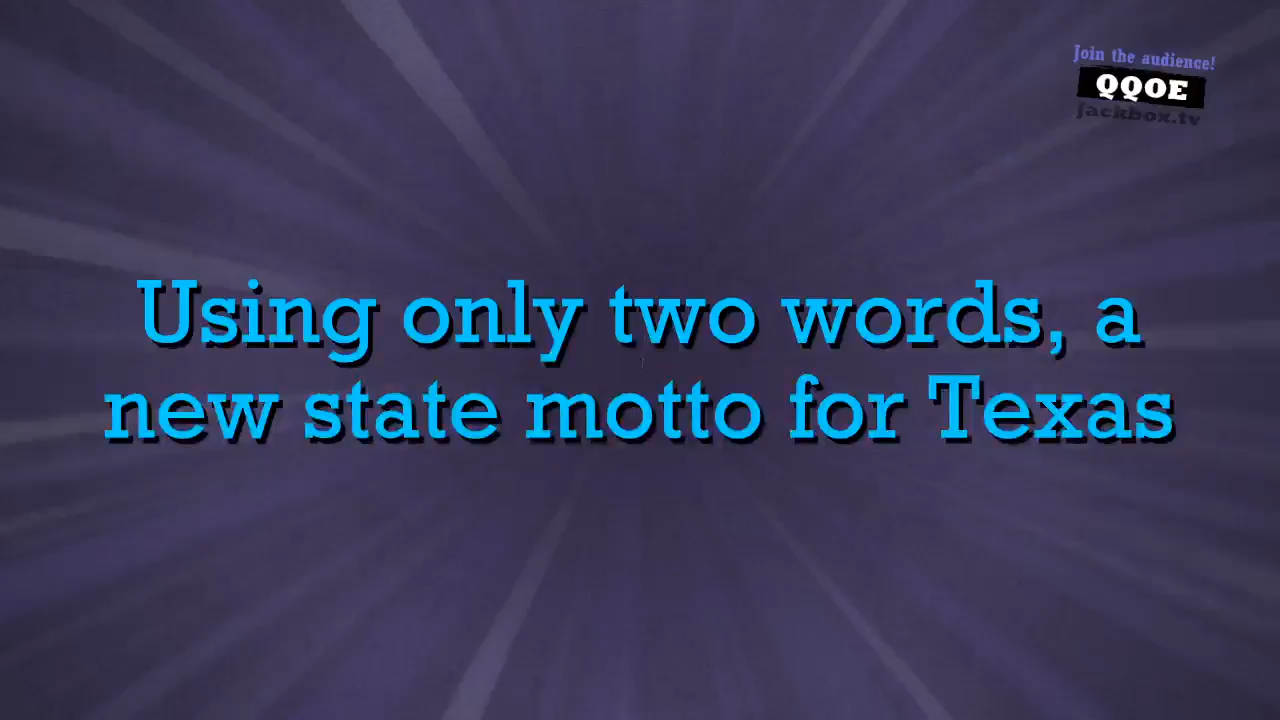 Join the audience!
QQOE
jackbox.tv
Using only two words, a
new state motto for Texas